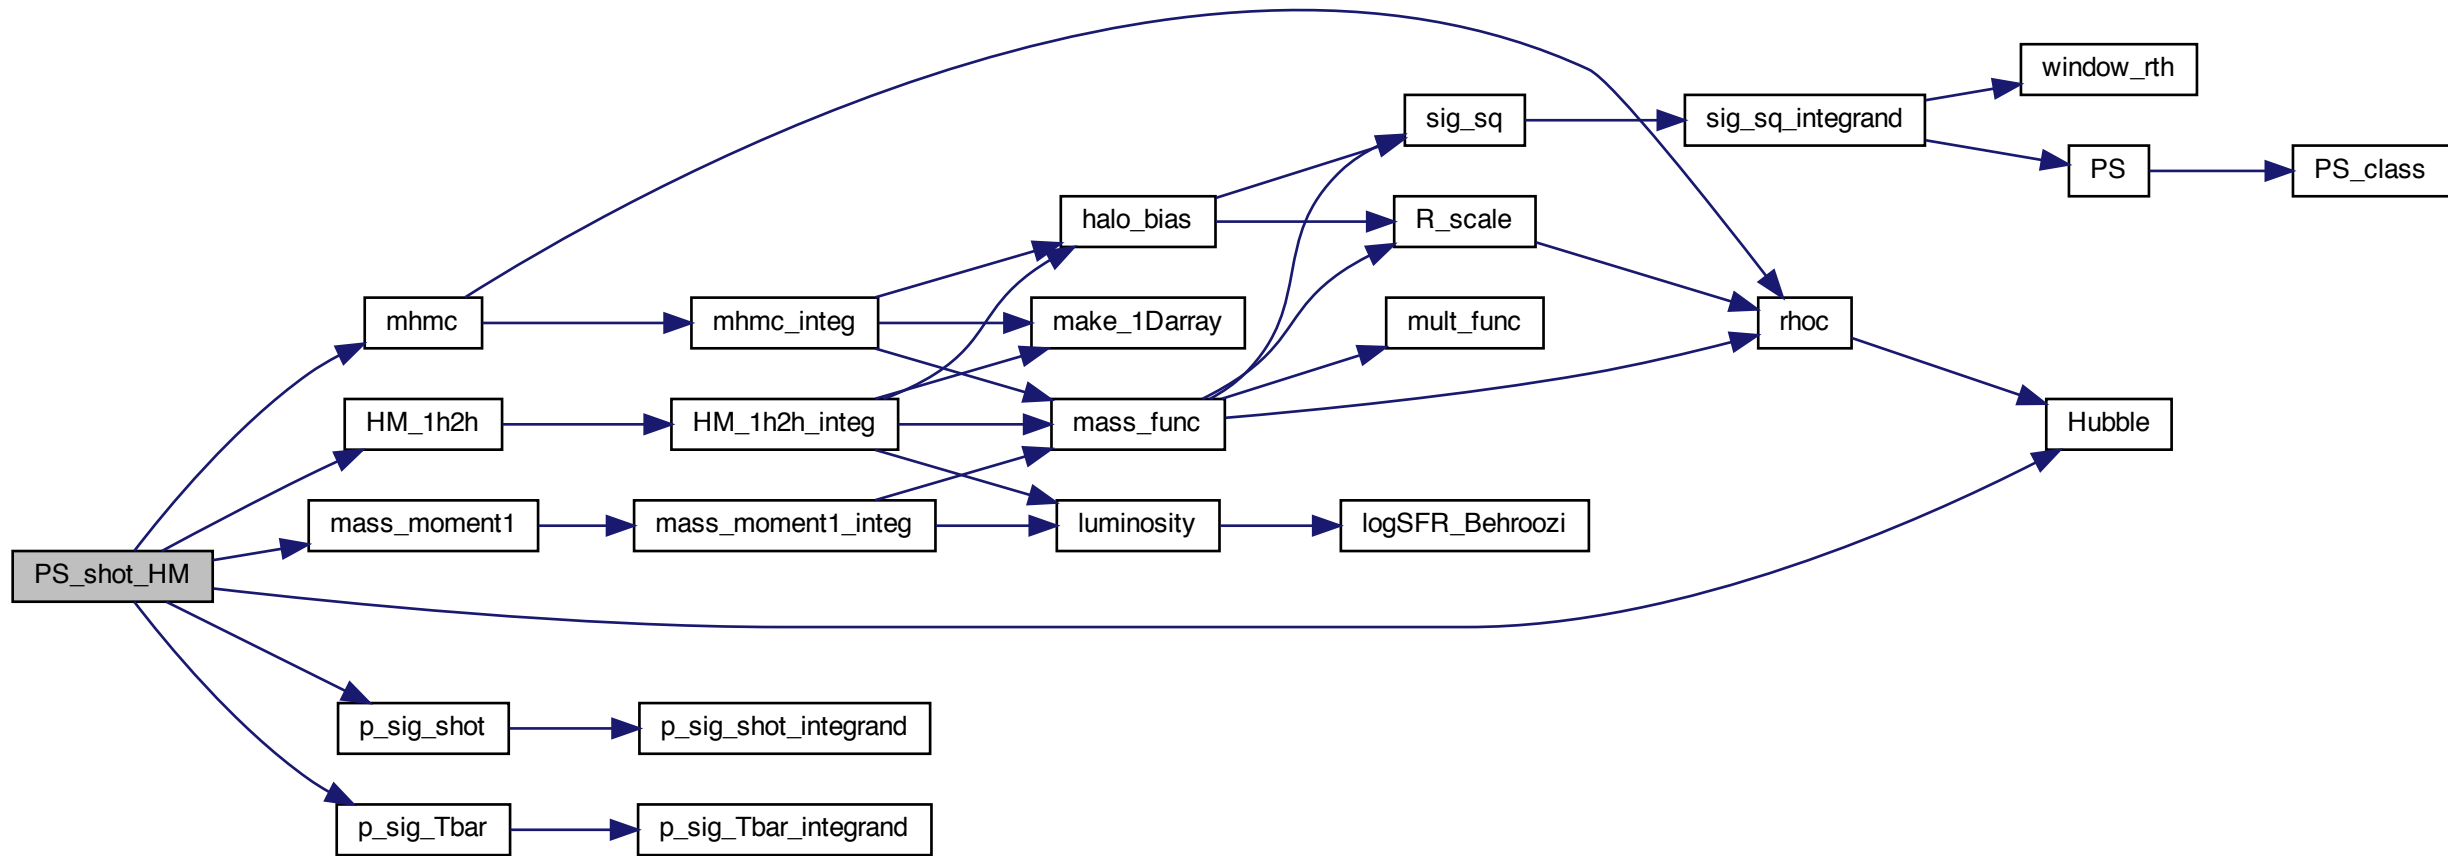 PS_shot_HM
mhmc
HM_1h2h
mass_moment1
p_sig_shot
p_sig_Tbar
mhmc_integ
HM_1h2h_integ
mass_moment1_integ
p_sig_shot_integrand
p_sig_Tbar_integrand
halo_bias
make_1Darray
mass_func
luminosity
sig_sq
R_scale
mult_func
logSFR_Behroozi
sig_sq_integrand
rhoc
window_rth
PS
Hubble
PS_class